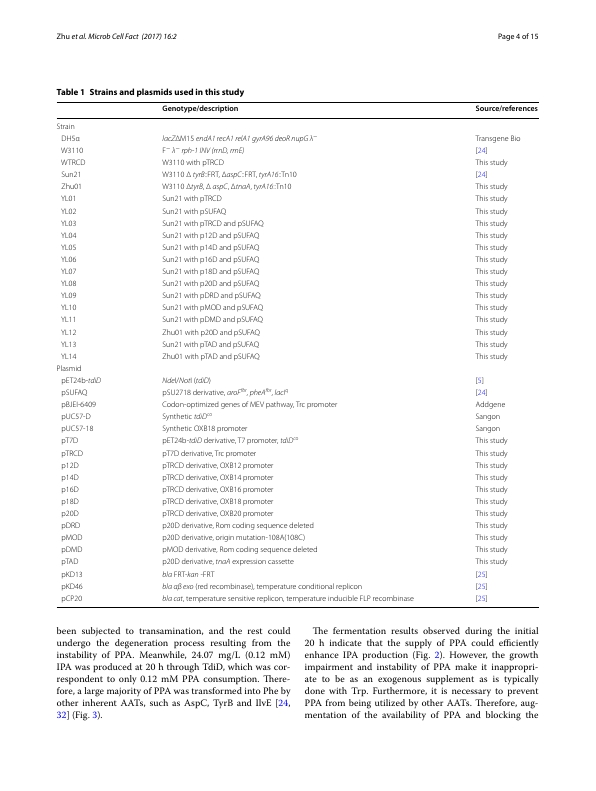 Zhu et al. Microb Cell Fact (2017) 16:2
Page 4 of 15
Table 1 Strains and plasmids used in this study
Genotype/description Source/references
Strain
DH5α lacZΔM15 endA1 recA1 relA1 gyrA96 deoR nupG λ− Transgene Bio
W3110 F− λ− rph-1 INV (rrnD, rrnE) [24]
WTRCD W3110 with pTRCD This study
Sun21 W3110 Δ tyrB::FRT, ΔaspC::FRT, tyrA16::Tn10 [24]
Zhu01 W3110 ΔtyrB, Δ aspC, ΔtnaA, tyrA16::Tn10 This study
YL01 Sun21 with pTRCD This study
YL02 Sun21 with pSUFAQ This study
YL03 Sun21 with pTRCD and pSUFAQ This study
YL04 Sun21 with p12D and pSUFAQ This study
YL05 Sun21 with p14D and pSUFAQ This study
YL06 Sun21 with p16D and pSUFAQ This study
YL07 Sun21 with p18D and pSUFAQ This study
YL08 Sun21 with p20D and pSUFAQ This study
YL09 Sun21 with pDRD and pSUFAQ This study
YL10 Sun21 with pMOD and pSUFAQ This study
YL11 Sun21 with pDMD and pSUFAQ This study
YL12 Zhu01 with p20D and pSUFAQ This study
YL13 Sun21 with pTAD and pSUFAQ This study
YL14 Zhu01 with pTAD and pSUFAQ This study
Plasmid
pET24b-tdiD NdeI/NotI (tdiD) [5]
pSUFAQ pSU2718 derivative, aroFfbr, pheAfbr, lacIq [24]
pBJEI-6409 Codon-optimized genes of MEV pathway, Trc promoter Addgene
pUC57-D Synthetic tdiDco Sangon
pUC57-18 Synthetic OXB18 promoter Sangon
pT7D pET24b-tdiD derivative, T7 promoter, tdiDco This study
pTRCD pT7D derivative, Trc promoter This study
p12D pTRCD derivative, OXB12 promoter This study
p14D pTRCD derivative, OXB14 promoter This study
p16D pTRCD derivative, OXB16 promoter This study
p18D pTRCD derivative, OXB18 promoter This study
p20D pTRCD derivative, OXB20 promoter This study
pDRD p20D derivative, Rom coding sequence deleted This study
pMOD p20D derivative, origin mutation-108A(108C) This study
pDMD pMOD derivative, Rom coding sequence deleted This study
pTAD p20D derivative, tnaA expression cassette This study
pKD13 bla FRT-kan -FRT [25]
pKD46 bla αβ exo (red recombinase), temperature conditional replicon [25]
pCP20 bla cat, temperature sensitive replicon, temperature inducible FLP recombinase [25]
been subjected to transamination, and the rest could
undergo the degeneration process resulting from the
instability of PPA. Meanwhile, 24.07 mg/L (0.12 mM)
IPA was produced at 20 h through TdiD, which was cor-
respondent to only 0.12 mM PPA consumption. There-
fore, a large majority of PPA was transformed into Phe by
other inherent AATs, such as AspC, TyrB and IlvE [24,
32] (Fig. 3).
The fermentation results observed during the initial
20 h indicate that the supply of PPA could efficiently
enhance IPA production (Fig. 2). However, the growth
impairment and instability of PPA make it inappropri-
ate to be as an exogenous supplement as is typically
done with Trp. Furthermore, it is necessary to prevent
PPA from being utilized by other AATs. Therefore, aug-
mentation of the availability of PPA and blocking the